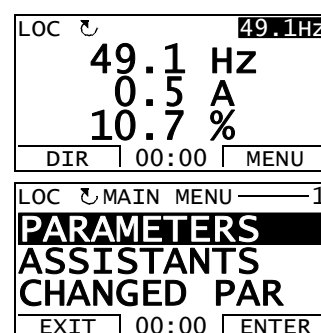 LOC ↻ 49.1Hz
49.1 Hz
0.5 A
10.7 %
DIR 00:00 MENU
LOC ↻ MAIN MENU 1
PARAMETERS
ASSISTANTS
CHANGED PAR
EXIT 00:00 ENTER